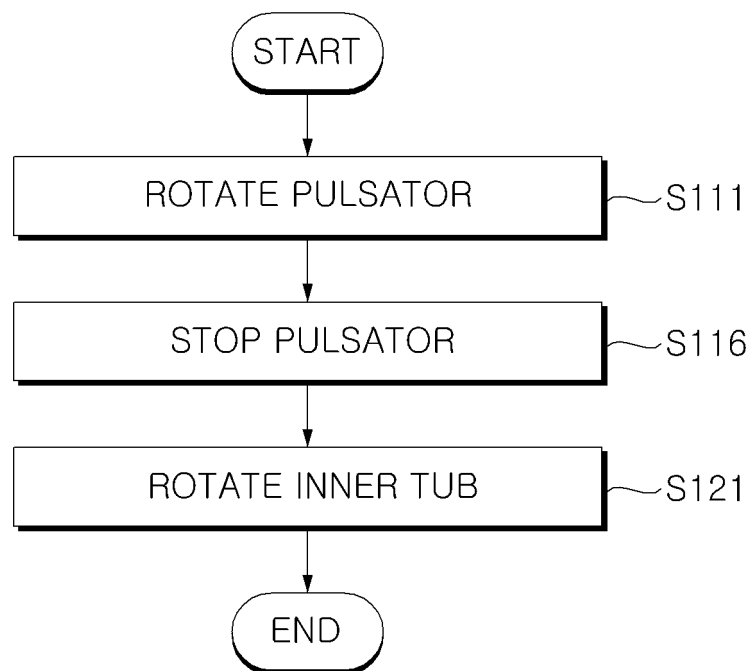 START
ROTATE PULSATOR
S111
STOP PULSATOR
S116
ROTATE INNER TUB
S121
END